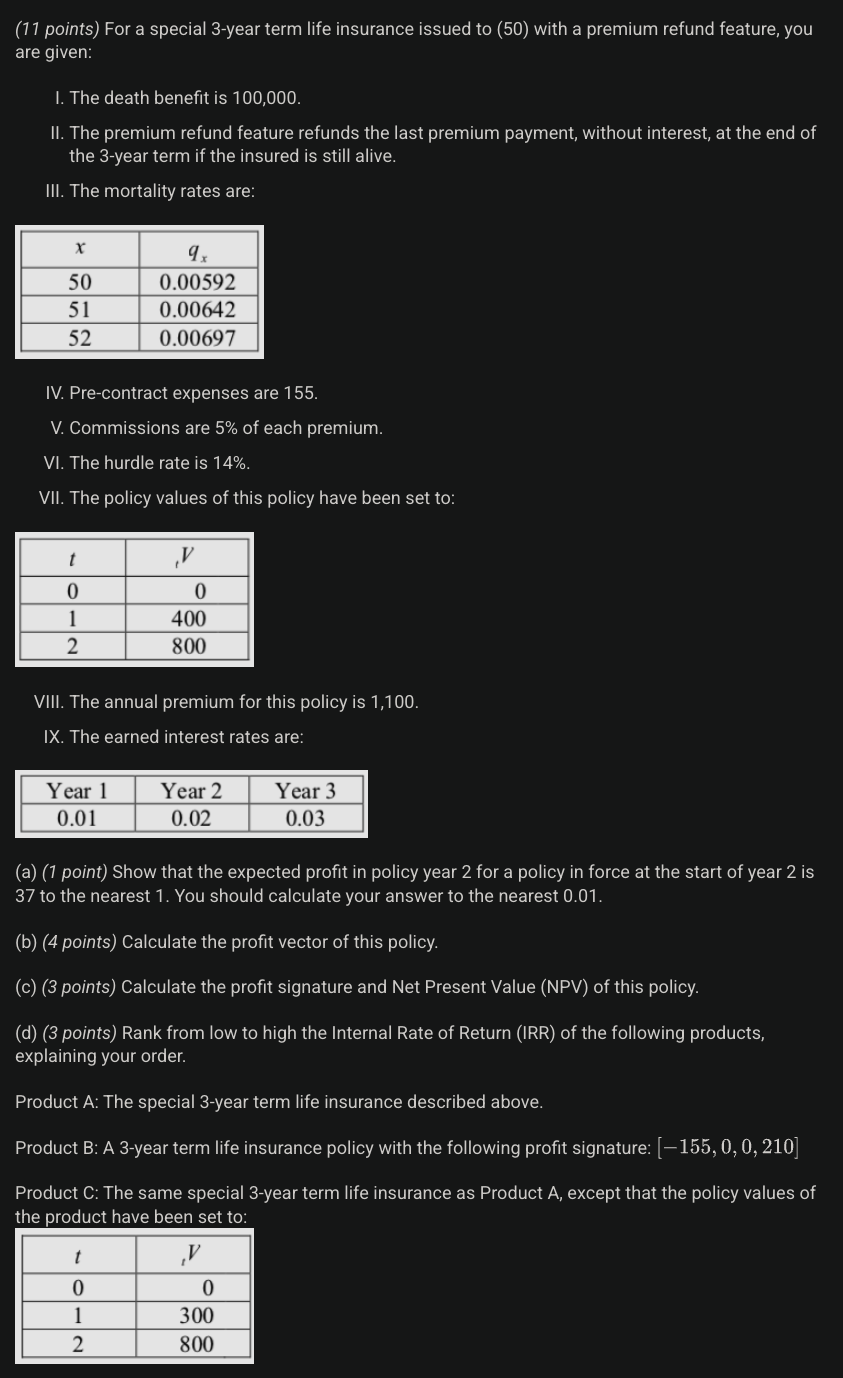 (11 points) For a special 3-year term life insurance issued to (50) with a premium refund feature, you
are given:
I. The death benefit is 100,000.
II. The premium refund feature refunds the last premium payment, without interest, at the end of
the 3-year term if the insured is still alive.
III. The mortality rates are:
x qₓ
50 0.00592
51 0.00642
52 0.00697
IV. Pre-contract expenses are 155.
V. Commissions are 5% of each premium.
VI. The hurdle rate is 14%.
VII. The policy values of this policy have been set to:
t ₜV
0 0
1 400
2 800
VIII. The annual premium for this policy is 1,100.
IX. The earned interest rates are:
Year 1 Year 2 Year 3
0.01 0.02 0.03
(a) (1 point) Show that the expected profit in policy year 2 for a policy in force at the start of year 2 is
37 to the nearest 1. You should calculate your answer to the nearest 0.01.
(b) (4 points) Calculate the profit vector of this policy.
(c) (3 points) Calculate the profit signature and Net Present Value (NPV) of this policy.
(d) (3 points) Rank from low to high the Internal Rate of Return (IRR) of the following products,
explaining your order.
Product A: The special 3-year term life insurance described above.
Product B: A 3-year term life insurance policy with the following profit signature: [−155, 0, 0, 210]
Product C: The same special 3-year term life insurance as Product A, except that the policy values of
the product have been set to:
t ₜV
0 0
1 300
2 800